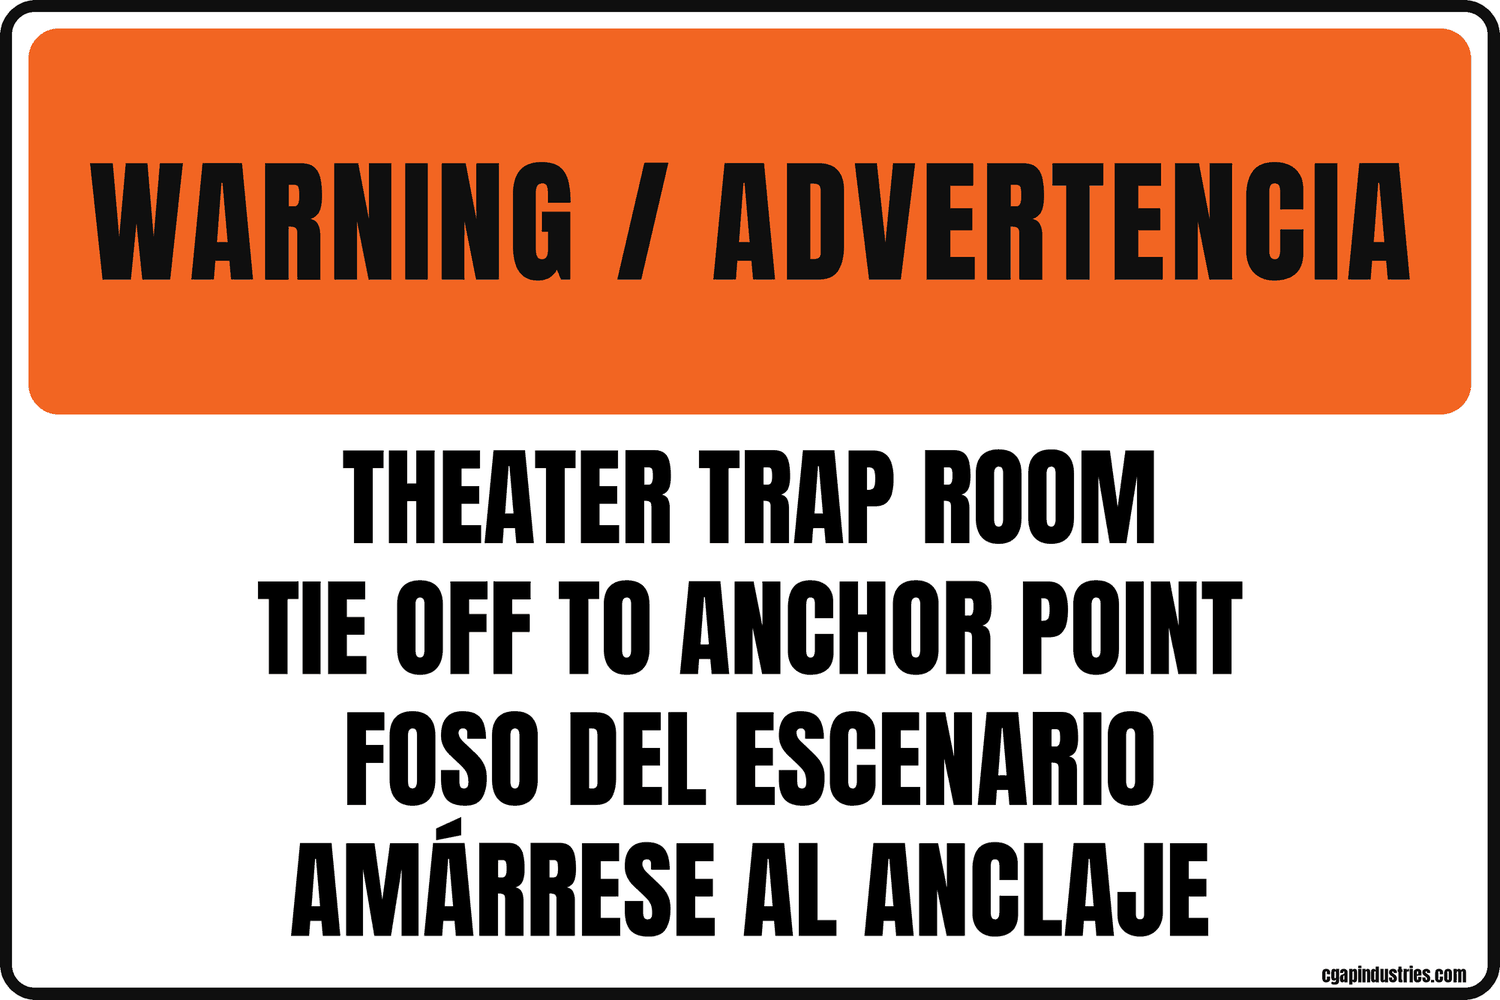 WARNING / ADVERTENCIA
THEATER TRAP ROOM
TIE OFF TO ANCHOR POINT
FOSO DEL ESCENARIO
AMÁRRESE AL ANCLAJE
cgapindustries.com